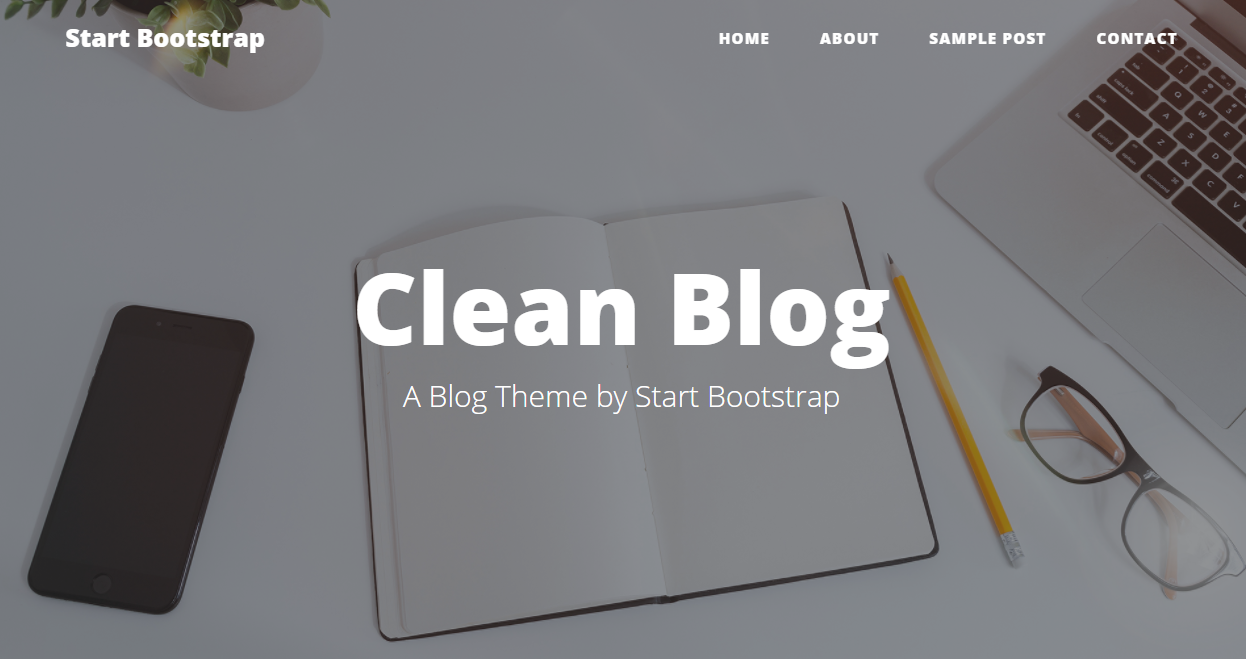 Start Bootstrap
HOME ABOUT SAMPLE POST CONTACT
Clean Blog
A Blog Theme by Start Bootstrap